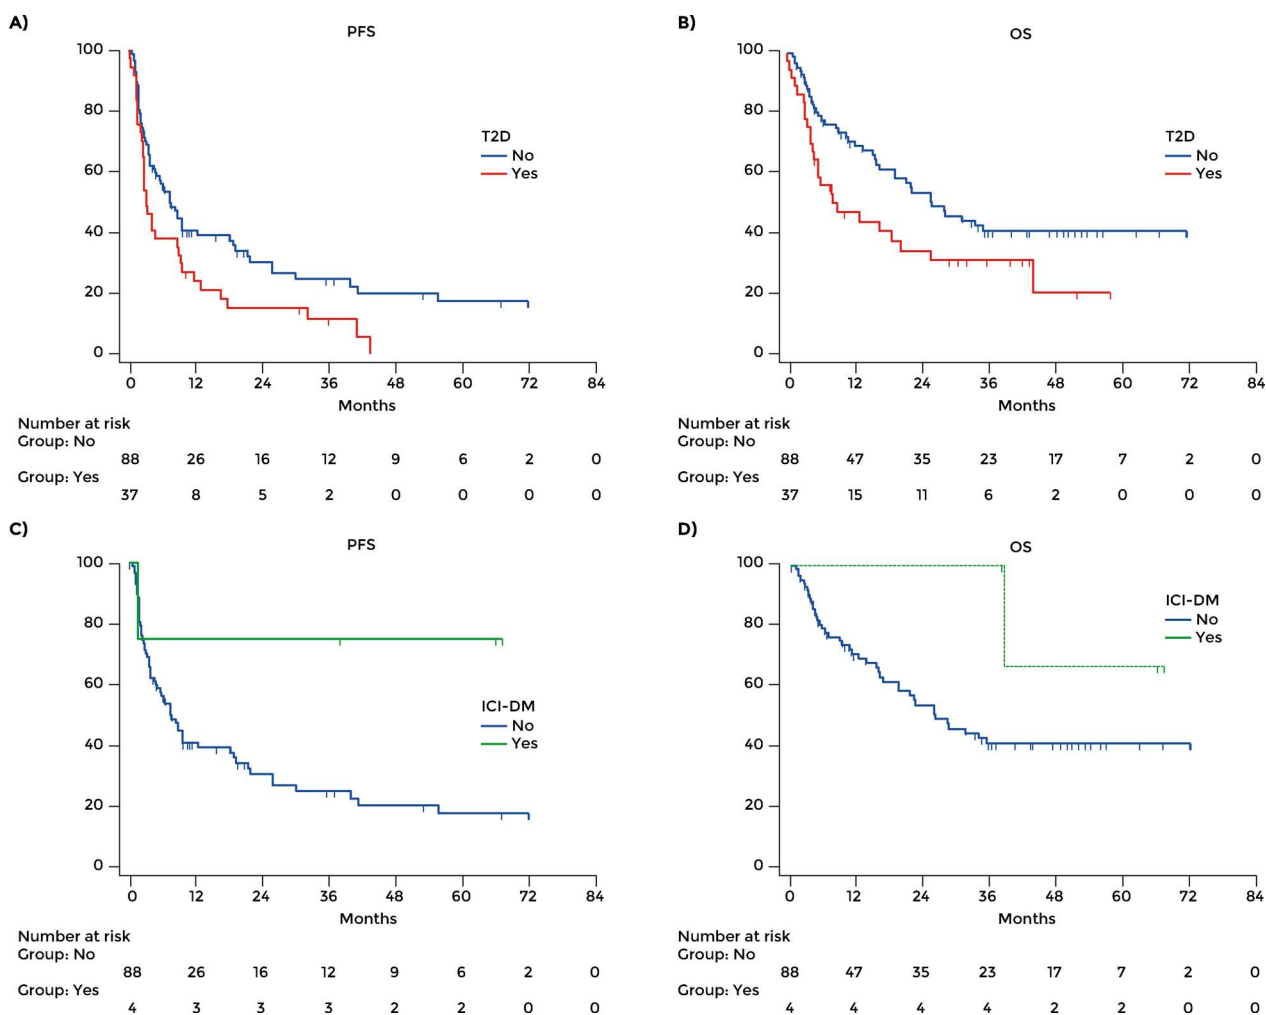 A)
PFS
100
80
60
40
20
0
T2D
No
Yes
0 12 24 36 48 60 72 84
Months
Number at risk
Group: No
88 26 16 12 9 6 2 0
Group: Yes
37 8 5 2 0 0 0 0
B)
OS
100
80
60
40
20
0
T2D
No
Yes
0 12 24 36 48 60 72 84
Months
Number at risk
Group: No
88 47 35 23 17 7 2 0
Group: Yes
37 15 11 6 2 0 0 0
C)
PFS
100
80
60
40
20
0
ICI-DM
No
Yes
0 12 24 36 48 60 72 84
Months
Number at risk
Group: No
88 26 16 12 9 6 2 0
Group: Yes
4 3 3 3 2 2 0 0
D)
OS
100
80
60
40
20
0
ICI-DM
No
Yes
0 12 24 36 48 60 72 84
Months
Number at risk
Group: No
88 47 35 23 17 7 2 0
Group: Yes
4 4 4 4 2 2 0 0